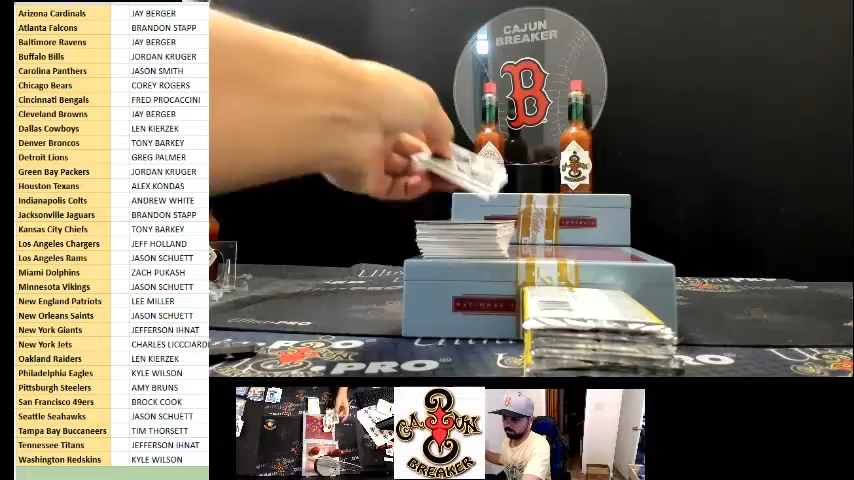 Arizona Cardinals JAY BERGER
Atlanta Falcons BRANDON STAPP
Baltimore Ravens JAY BERGER
Buffalo Bills JORDAN KRUGER
Carolina Panthers JASON SMITH
Chicago Bears COREY ROGERS
Cincinnati Bengals FRED PROCACCINI
Cleveland Browns JAY BERGER
Dallas Cowboys LEN KIERZEK
Denver Broncos TONY BARKEY
Detroit Lions GREG PALMER
Green Bay Packers JORDAN KRUGER
Houston Texans ALEX KONDAS
Indianapolis Colts ANDREW WHITE
Jacksonville Jaguars BRANDON STAPP
Kansas City Chiefs TONY BARKEY
Los Angeles Chargers JEFF HOLLAND
Los Angeles Rams JASON SCHUETT
Miami Dolphins ZACH PUKASH
Minnesota Vikings JASON SCHUETT
New England Patriots LEE MILLER
New Orleans Saints JASON SCHUETT
New York Giants JEFFERSON IHNAT
New York Jets CHARLES LICCCIARDI
Oakland Raiders LEN KIERZEK
Philadelphia Eagles KYLE WILSON
Pittsburgh Steelers AMY BRUNS
San Francisco 49ers BROCK COOK
Seattle Seahawks JASON SCHUETT
Tampa Bay Buccaneers TIM THORSETT
Tennessee Titans JEFFERSON IHNAT
Washington Redskins KYLE WILSON
CAJUN
BREAKER
B
NATIONAL
PRO
CAJUN
BREAKER